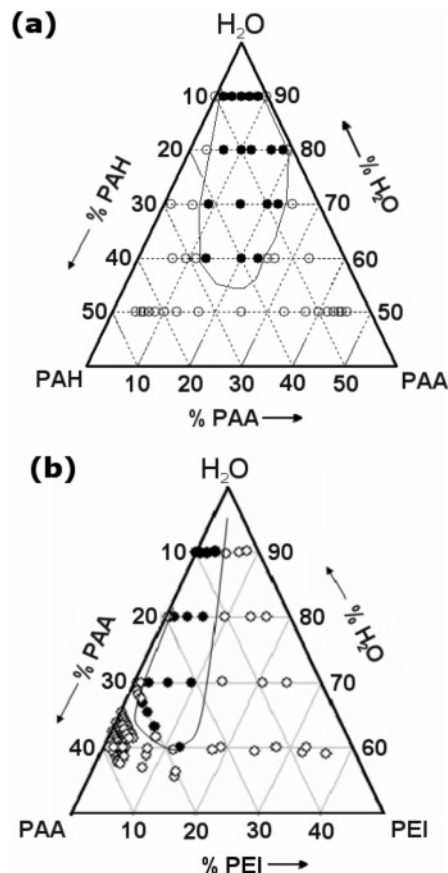 (a)
H₂O
10 90
20 80
30 70
40 60
50 50
% PAH
% H₂O
PAH PAA
10 20 30 40 50
% PAA
(b)
H₂O
10 90
20 80
30 70
40 60
% PAA
% H₂O
PAA PEI
10 20 30 40
% PEI